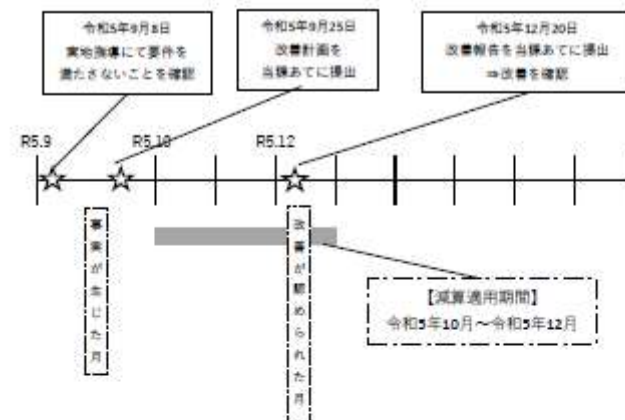 令和5年9月8日
実地指導にて要件を
満たさないことを確認
令和5年9月25日
改善計画を
当課あてに提出
令和5年12月20日
改善報告を当課あてに提出
⇒改善を確認
R5.9
R5.10
R5.12
事実が生じた月
改善が認められた月
【減算適用期間】
令和5年10月～令和5年12月